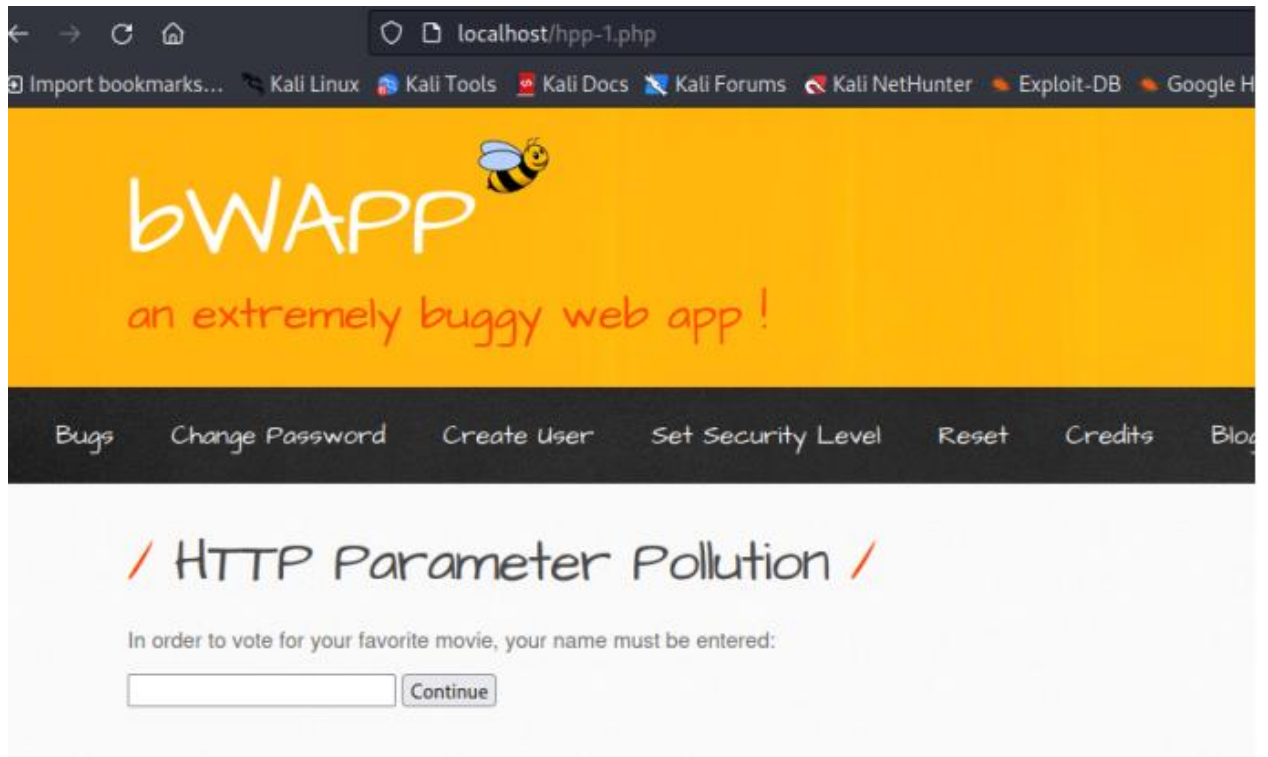 localhost/hpp-1.php
Import bookmarks... Kali Linux Kali Tools Kali Docs Kali Forums Kali NetHunter Exploit-DB Google H
bWAPP
an extremely buggy web app !
Bugs Change Password Create User Set Security Level Reset Credits Blog
/ HTTP Parameter Pollution /
In order to vote for your favorite movie, your name must be entered:
Continue